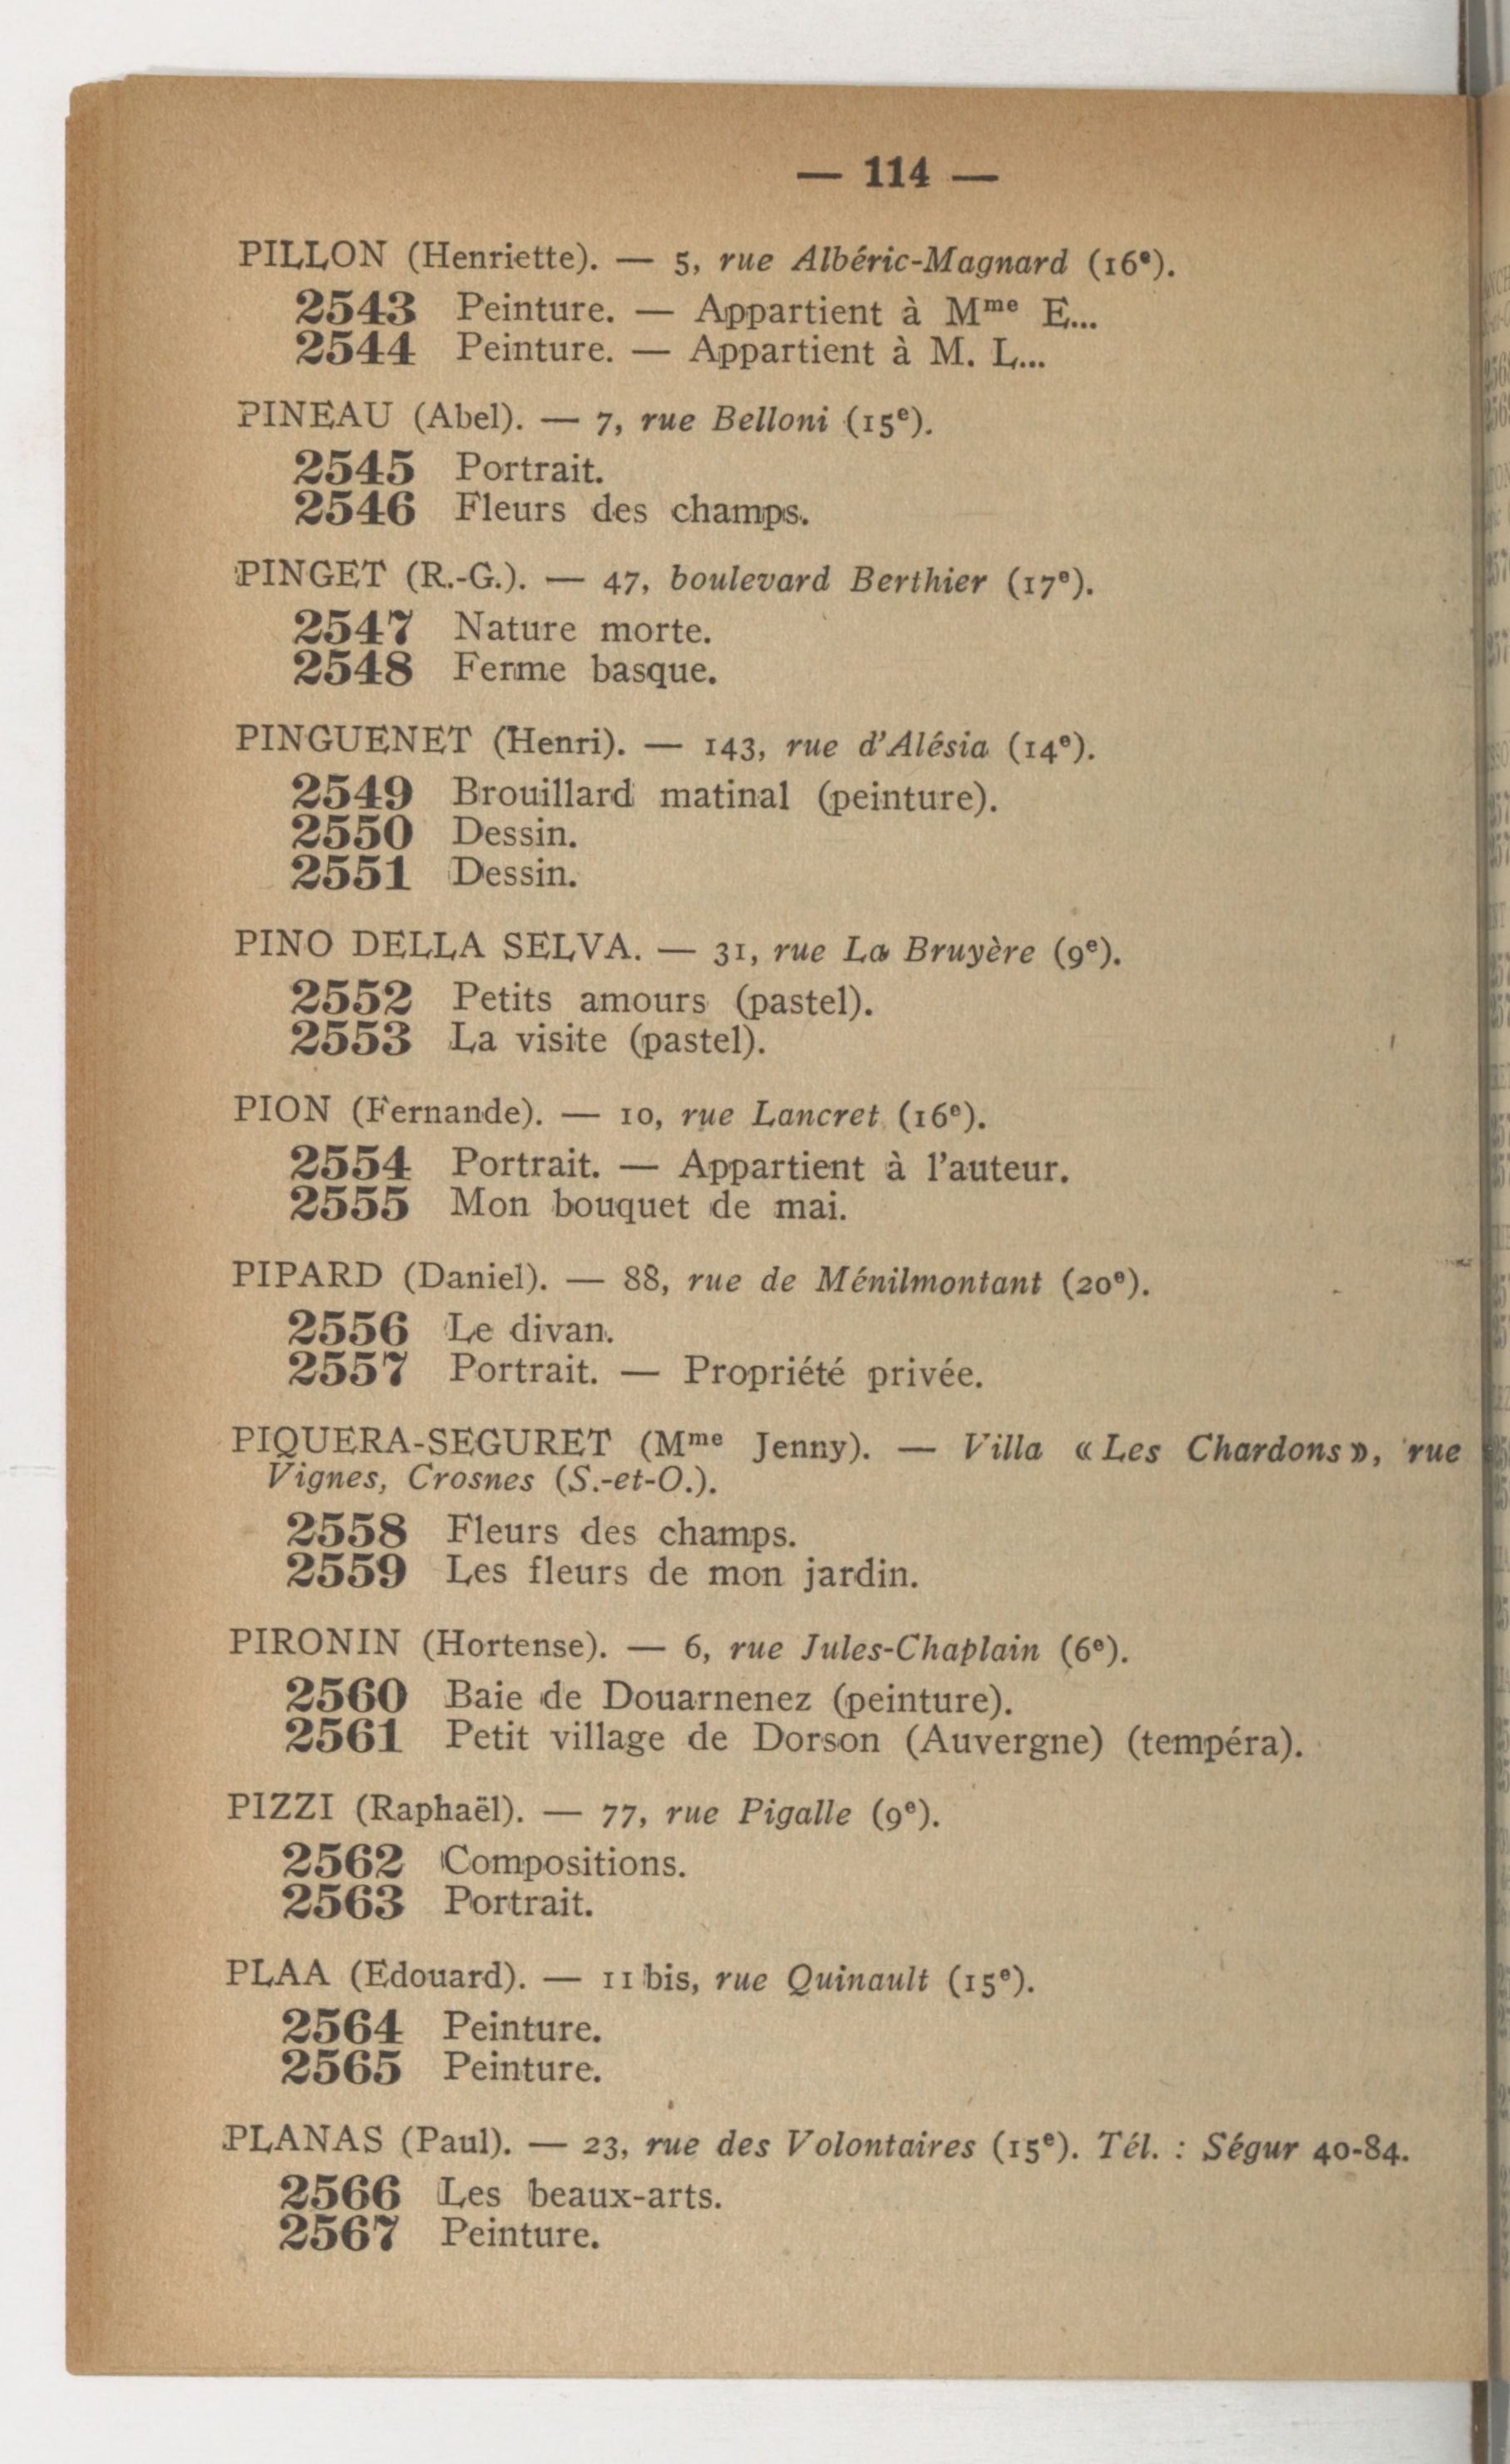 — 114 —
PILLON (Henriette). — 5, rue Albéric-Magnard (16e).
2543 Peinture. — Appartient à Mme E...
2544 Peinture. — Appartient à M. L...
PINEAU (Abel). — 7, rue Belloni (15e).
2545 Portrait.
2546 Fleurs des champs.
PINGET (R.-G.). — 47, boulevard Berthier (17e).
2547 Nature morte.
2548 Ferme basque.
PINGUENET (Henri). — 143, rue d'Alésia (14e).
2549 Brouillard matinal (peinture).
2550 Dessin.
2551 Dessin.
PINO DELLA SELVA. — 31, rue La Bruyère (9e).
2552 Petits amours (pastel).
2553 La visite (pastel).
PION (Fernande). — 10, rue Lancret (16e).
2554 Portrait. — Appartient à l'auteur.
2555 Mon bouquet de mai.
PIPARD (Daniel). — 88, rue de Ménilmontant (20e).
2556 Le divan.
2557 Portrait. — Propriété privée.
PIQUERA-SEGURET (Mme Jenny). — Villa « Les Chardons », rue
Vignes, Crosnes (S.-et-O.).
2558 Fleurs des champs.
2559 Les fleurs de mon jardin.
PIRONIN (Hortense). — 6, rue Jules-Chaplain (6e).
2560 Baie de Douarnenez (peinture).
2561 Petit village de Dorson (Auvergne) (tempéra).
PIZZI (Raphaël). — 77, rue Pigalle (9e).
2562 Compositions.
2563 Portrait.
PLAA (Edouard). — 11 bis, rue Quinault (15e).
2564 Peinture.
2565 Peinture.
PLANAS (Paul). — 23, rue des Volontaires (15e). Tél. : Ségur 40-84.
2566 Les beaux-arts.
2567 Peinture.